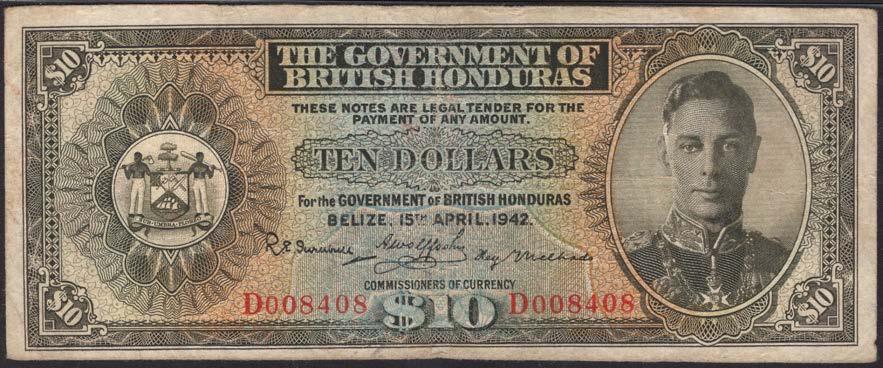 $10 $10
THE GOVERNMENT OF
BRITISH HONDURAS
THESE NOTES ARE LEGAL TENDER FOR THE
PAYMENT OF ANY AMOUNT.
TEN DOLLARS
For the GOVERNMENT OF BRITISH HONDURAS
BELIZE. 15TH APRIL. 1942.
COMMISSIONERS OF CURRENCY
D008408 $10 D008408
$10 $10